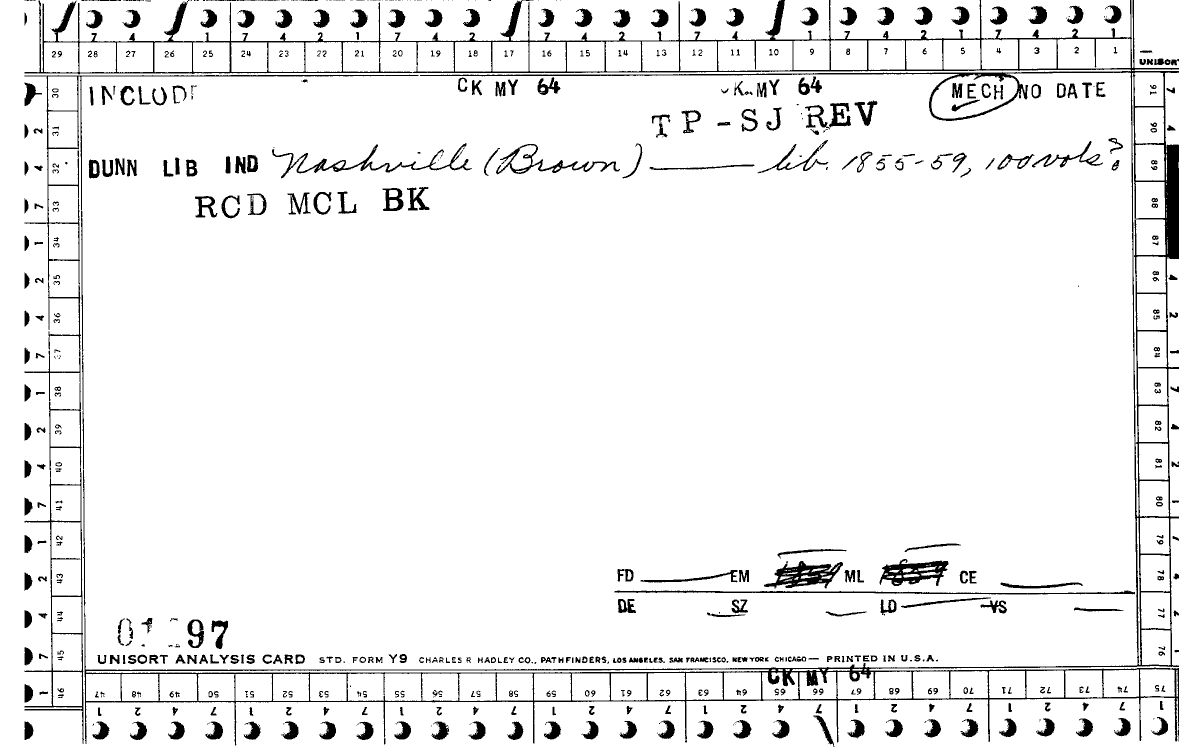 7 4 2 1 7 4 2 1 7 4 2 1 7 4 2 1 7 4 2 1 7 4 2 1
29 28 27 26 25 24 23 22 21 20 19 18 17 16 15 14 13 12 11 10 9 8 7 6 5 4 3 2 1
UNISORT
CK MY 64 K MY 64
INCLUDE MECH NO DATE
TP-SJ REV
DUNN LIB IND Nashville (Brown) —— lib. 1855-59, 100 vols?
RCD MCL BK
30 31 32 33 34 35 36 37 38 39 40 41 42 43 44 45
91 90 89 88 87 86 85 84 83 82 81 80 79 78 77 76
FD EM 1859 ML 1859 CE
DE SZ LO VS
97
UNISORT ANALYSIS CARD STD. FORM Y9 CHARLES R HADLEY CO., PATHFINDERS, LOS ANGELES, SAN FRANCISCO, NEW YORK CHICAGO — PRINTED IN U.S.A.
CK MY 64
46 47 48 49 50 51 52 53 54 55 56 57 58 59 60 61 62 63 64 65 66 67 68 69 70 71 72 73 74 75
1 2 4 7 1 2 4 7 1 2 4 7 1 2 4 7 1 2 4 7 1 2 4 7 1 2 4 7 1